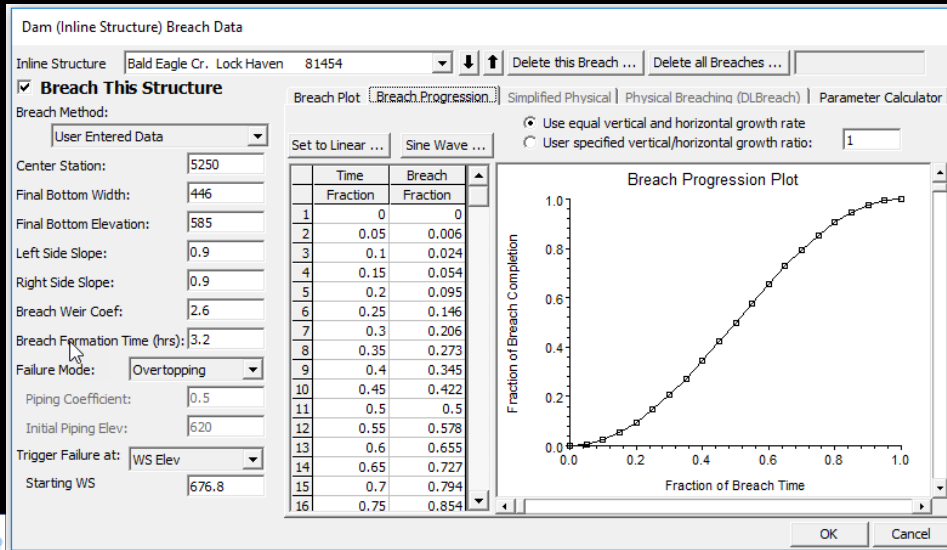 Dam (Inline Structure) Breach Data
Inline Structure Bald Eagle Cr. Lock Haven 81454 Delete this Breach ... Delete all Breaches ...
Breach This Structure
Breach Method:
User Entered Data
Center Station: 5250
Final Bottom Width: 446
Final Bottom Elevation: 585
Left Side Slope: 0.9
Right Side Slope: 0.9
Breach Weir Coef: 2.6
Breach Formation Time (hrs): 3.2
Failure Mode: Overtopping
Piping Coefficient: 0.5
Initial Piping Elev: 620
Trigger Failure at: WS Elev
Starting WS 676.8
Breach Plot Breach Progression Simplified Physical Physical Breaching (DLBreach) Parameter Calculator
Set to Linear ... Sine Wave ...
Use equal vertical and horizontal growth rate
User specified vertical/horizontal growth ratio: 1
Time Breach
Fraction Fraction
1 0 0
2 0.05 0.006
3 0.1 0.024
4 0.15 0.054
5 0.2 0.095
6 0.25 0.146
7 0.3 0.206
8 0.35 0.273
9 0.4 0.345
10 0.45 0.422
11 0.5 0.5
12 0.55 0.578
13 0.6 0.655
14 0.65 0.727
15 0.7 0.794
16 0.75 0.854
Breach Progression Plot
Fraction of Breach Completion
1.0
0.8
0.6
0.4
0.2
0.0
0.0 0.2 0.4 0.6 0.8 1.0
Fraction of Breach Time
OK Cancel